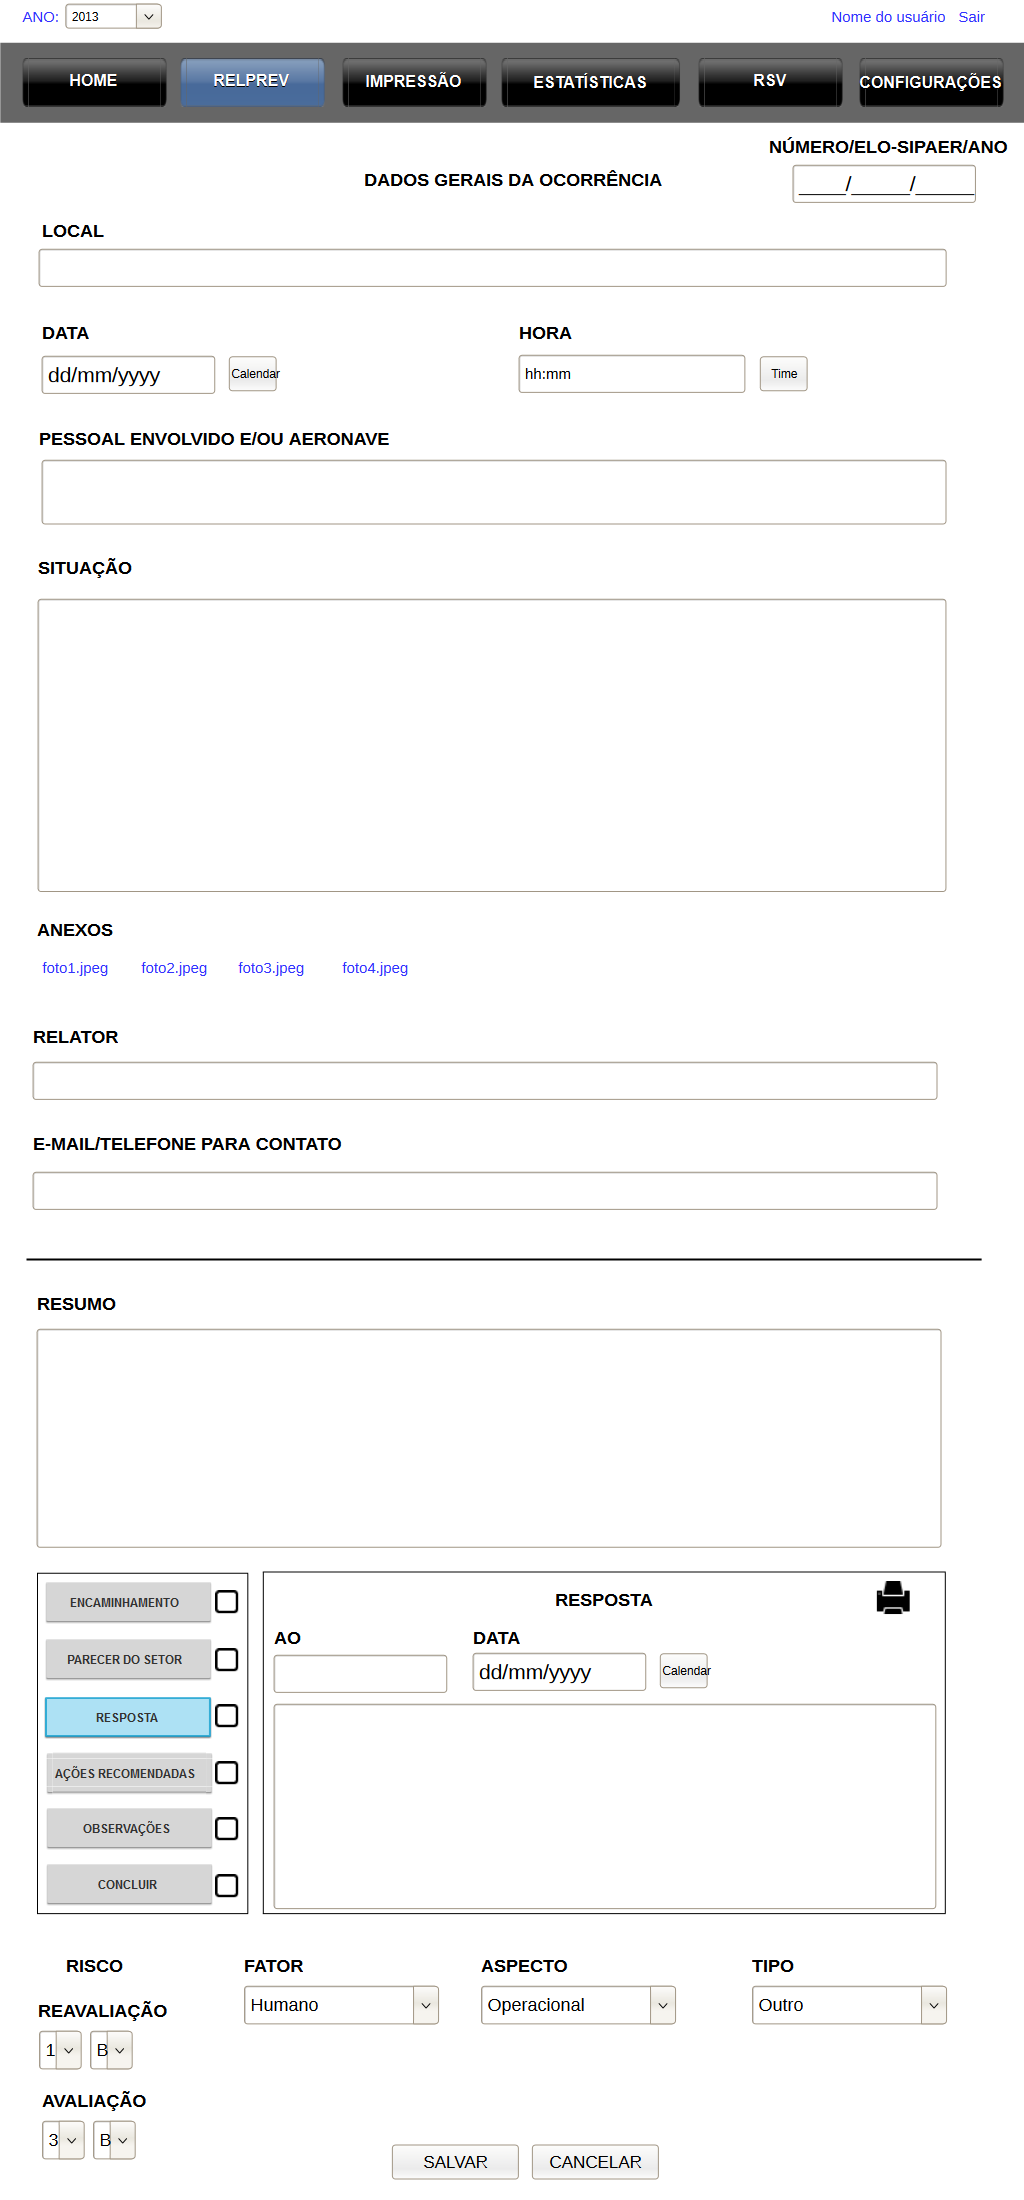 ANO: 2013 Nome do usuário Sair
HOME RELPREV IMPRESSÃO ESTATÍSTICAS RSV CONFIGURAÇÕES
NÚMERO/ELO-SIPAER/ANO
DADOS GERAIS DA OCORRÊNCIA
____/_____/_____
LOCAL
DATA HORA
dd/mm/yyyy Calendar hh:mm Time
PESSOAL ENVOLVIDO E/OU AERONAVE
SITUAÇÃO
ANEXOS
foto1.jpeg foto2.jpeg foto3.jpeg foto4.jpeg
RELATOR
E-MAIL/TELEFONE PARA CONTATO
RESUMO
ENCAMINHAMENTO
PARECER DO SETOR
RESPOSTA
AÇÕES RECOMENDADAS
OBSERVAÇÕES
CONCLUIR
RESPOSTA
AO DATA
dd/mm/yyyy Calendar
RISCO FATOR ASPECTO TIPO
Humano Operacional Outro
REAVALIAÇÃO
1 B
AVALIAÇÃO
3 B
SALVAR CANCELAR